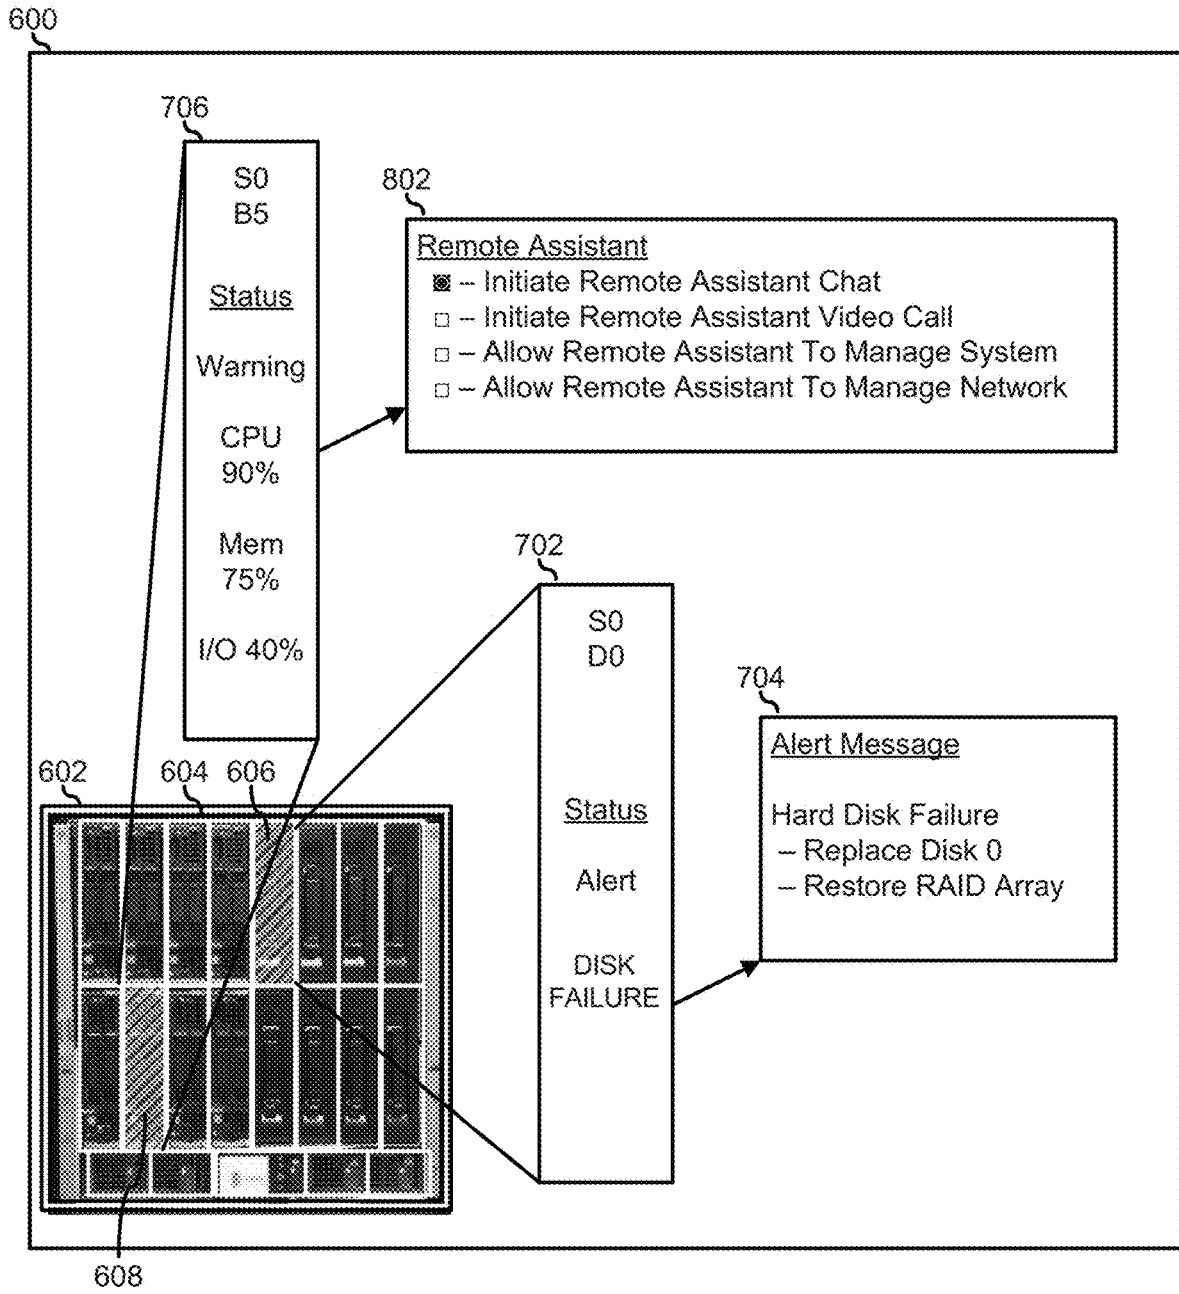 600
706
S0
B5
Status
Warning
CPU
90%
Mem
75%
I/O 40%
802
Remote Assistant
– Initiate Remote Assistant Chat
– Initiate Remote Assistant Video Call
– Allow Remote Assistant To Manage System
– Allow Remote Assistant To Manage Network
702
S0
D0
Status
Alert
DISK
FAILURE
704
Alert Message
Hard Disk Failure
– Replace Disk 0
– Restore RAID Array
602
604
606
608